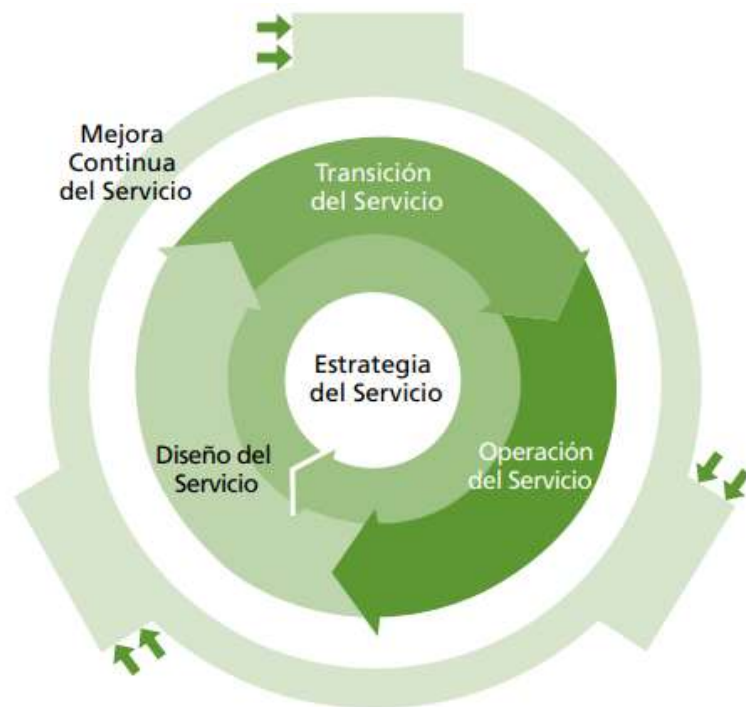 Mejora
Continua
del Servicio
Transición
del Servicio
Estrategia
del Servicio
Diseño del
Servicio
Operación
del Servicio